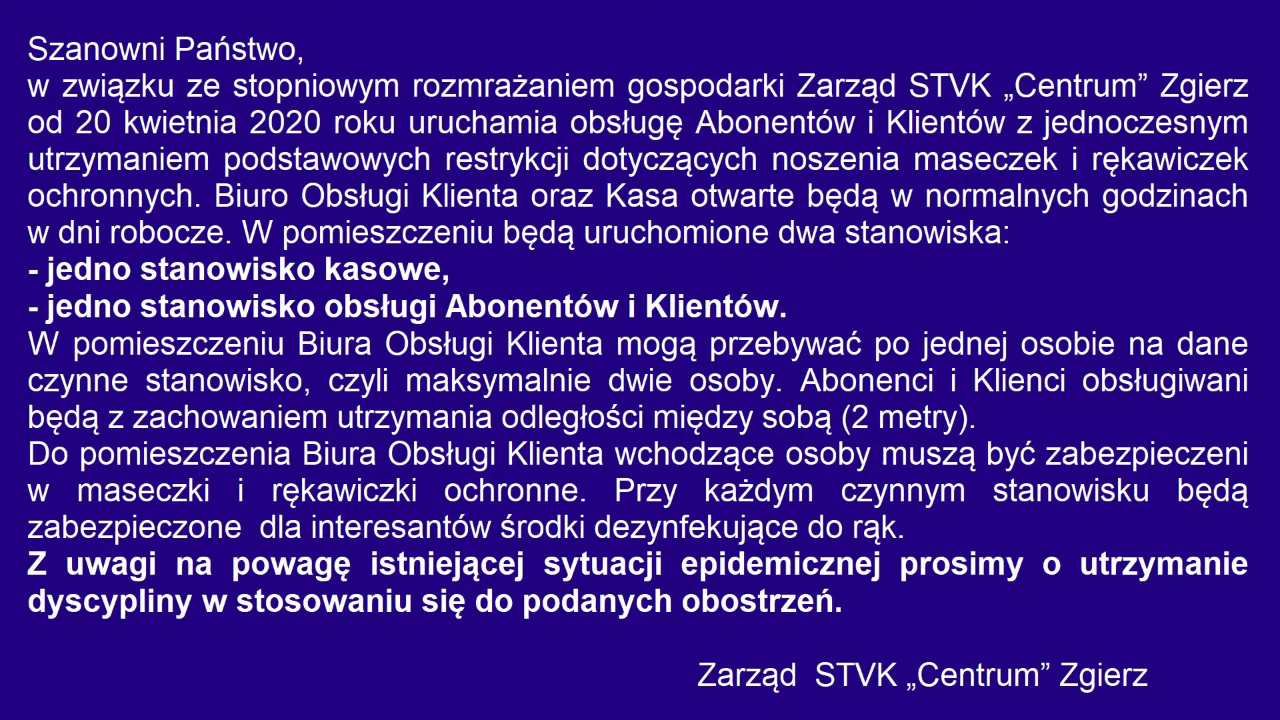 Szanowni Państwo,
w związku ze stopniowym rozmrażaniem gospodarki Zarząd STVK „Centrum” Zgierz
od 20 kwietnia 2020 roku uruchamia obsługę Abonentów i Klientów z jednoczesnym
utrzymaniem podstawowych restrykcji dotyczących noszenia maseczek i rękawiczek
ochronnych. Biuro Obsługi Klienta oraz Kasa otwarte będą w normalnych godzinach
w dni robocze. W pomieszczeniu będą uruchomione dwa stanowiska:
- jedno stanowisko kasowe,
- jedno stanowisko obsługi Abonentów i Klientów.
W pomieszczeniu Biura Obsługi Klienta mogą przebywać po jednej osobie na dane
czynne stanowisko, czyli maksymalnie dwie osoby. Abonenci i Klienci obsługiwani
będą z zachowaniem utrzymania odległości między sobą (2 metry).
Do pomieszczenia Biura Obsługi Klienta wchodzące osoby muszą być zabezpieczeni
w maseczki i rękawiczki ochronne. Przy każdym czynnym stanowisku będą
zabezpieczone  dla interesantów środki dezynfekujące do rąk.
Z uwagi na powagę istniejącej sytuacji epidemicznej prosimy o utrzymanie
dyscypliny w stosowaniu się do podanych obostrzeń.
Zarząd  STVK „Centrum” Zgierz